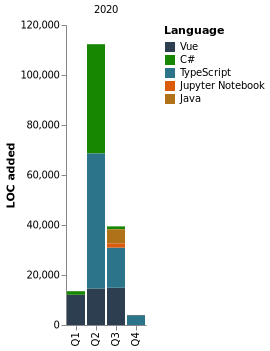 2020
120,000
100,000
80,000
60,000
40,000
20,000
0
LOC added
Q1
Q2
Q3
Q4
Language
Vue
C#
TypeScript
Jupyter Notebook
Java